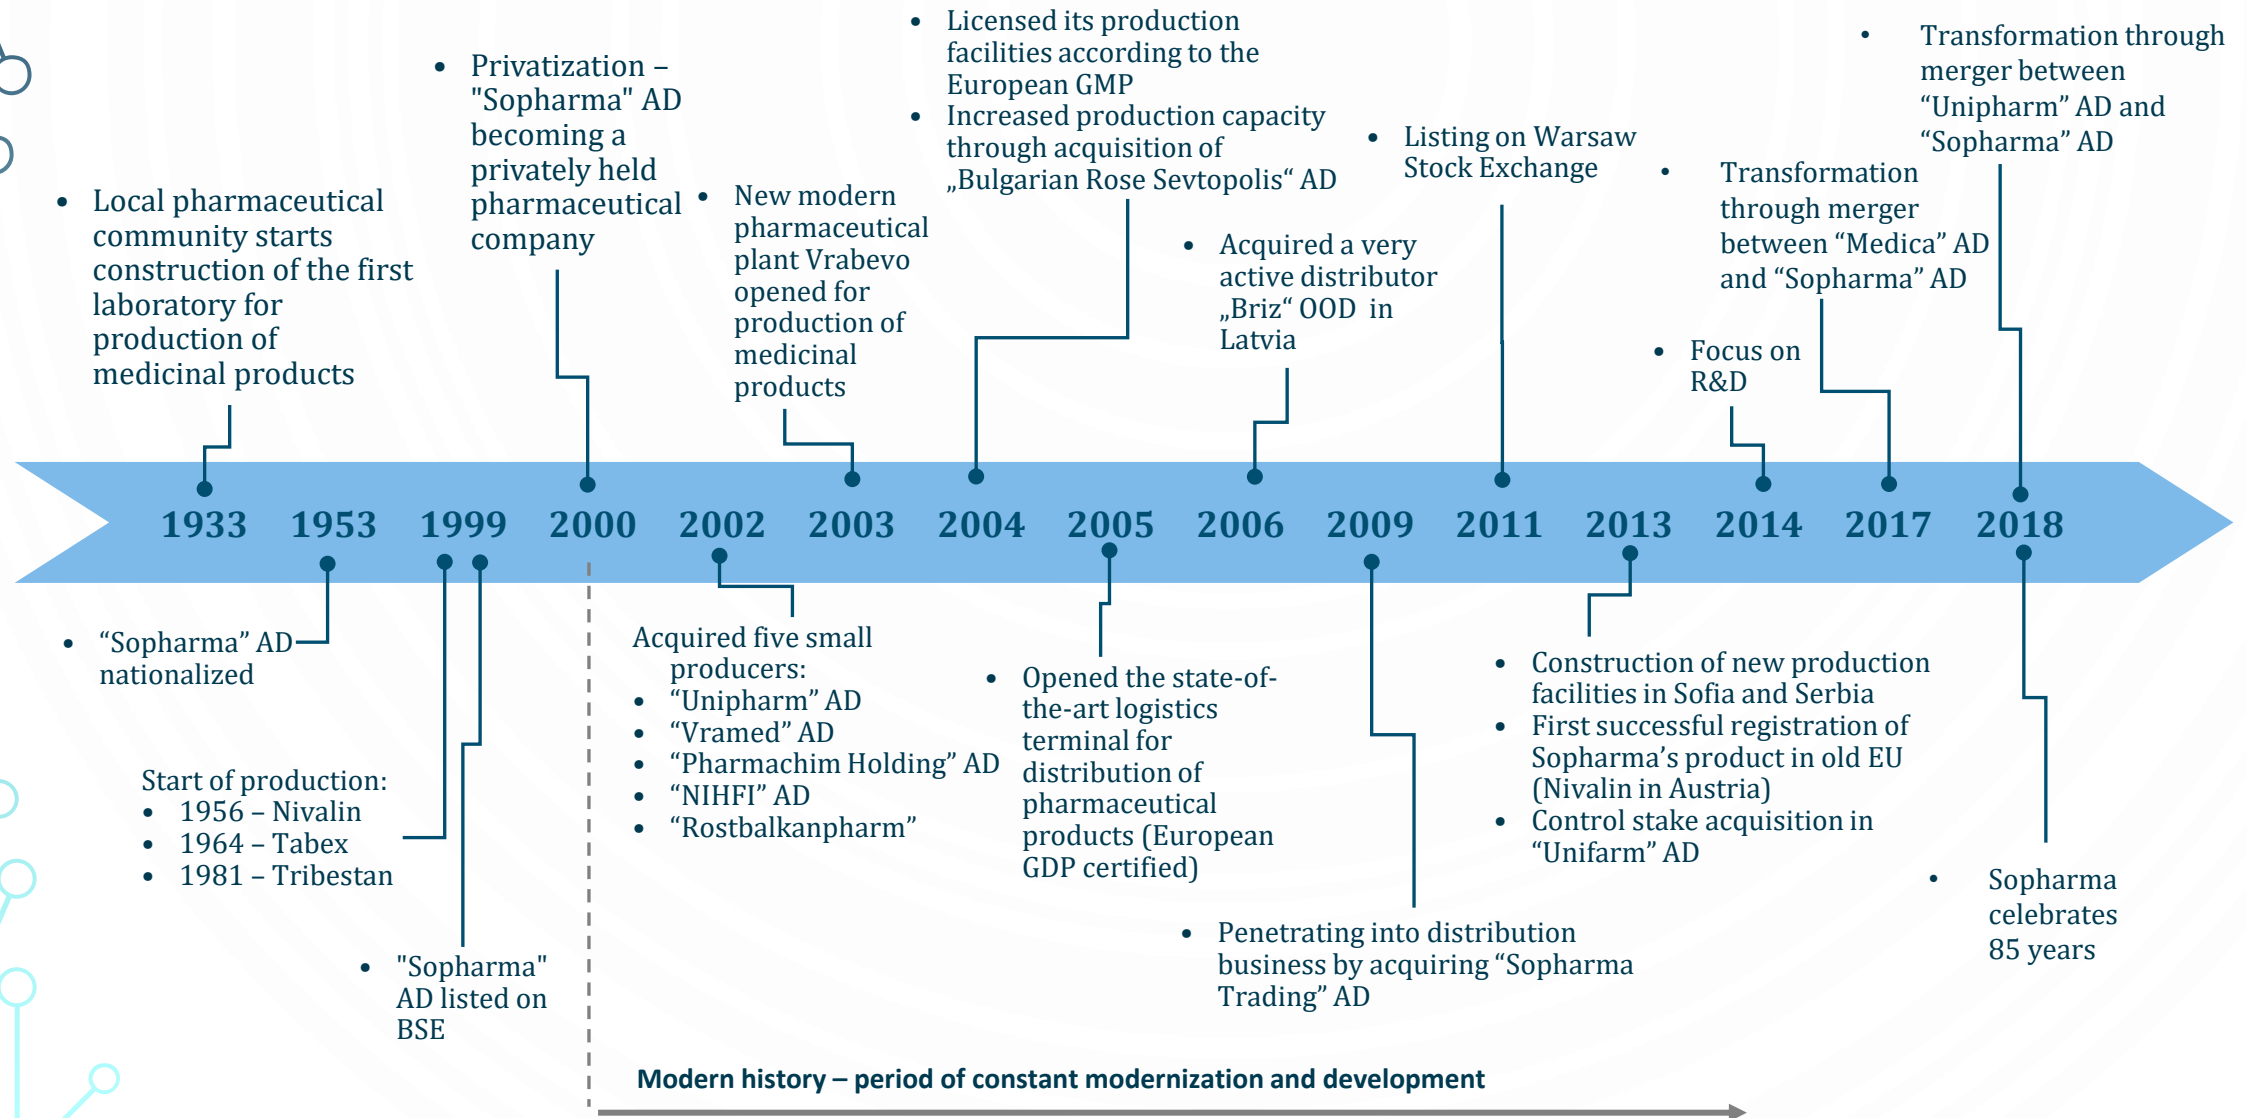 • Local pharmaceutical
community starts
construction of the first
laboratory for
production of
medicinal products
• Privatization –
"Sopharma" AD
becoming a
privately held
pharmaceutical
company
• New modern
pharmaceutical
plant Vrabevo
opened for
production of
medicinal
products
• Licensed its production
facilities according to the
European GMP
• Increased production capacity
through acquisition of
„Bulgarian Rose Sevtopolis“ AD
• Acquired a very
active distributor
„Briz“ OOD in
Latvia
• Listing on Warsaw
Stock Exchange
• Focus on
R&D
• Transformation
through merger
between “Medica” AD
and “Sopharma” AD
• Transformation through
merger between
“Unipharm” AD and
“Sopharma” AD
1933 1953 1999 2000 2002 2003 2004 2005 2006 2009 2011 2013 2014 2017 2018
• “Sopharma” AD
nationalized
Start of production:
• 1956 – Nivalin
• 1964 – Tabex
• 1981 – Tribestan
• "Sopharma"
AD listed on
BSE
Acquired five small
producers:
• “Unipharm” AD
• “Vramed” AD
• “Pharmachim Holding” AD
• “NIHFI” AD
• “Rostbalkanpharm”
• Opened the state-of-
the-art logistics
terminal for
distribution of
pharmaceutical
products (European
GDP certified)
• Penetrating into distribution
business by acquiring “Sopharma
Trading” AD
• Construction of new production
facilities in Sofia and Serbia
• First successful registration of
Sopharma’s product in old EU
(Nivalin in Austria)
• Control stake acquisition in
“Unifarm” AD
• Sopharma
celebrates
85 years
Modern history – period of constant modernization and development